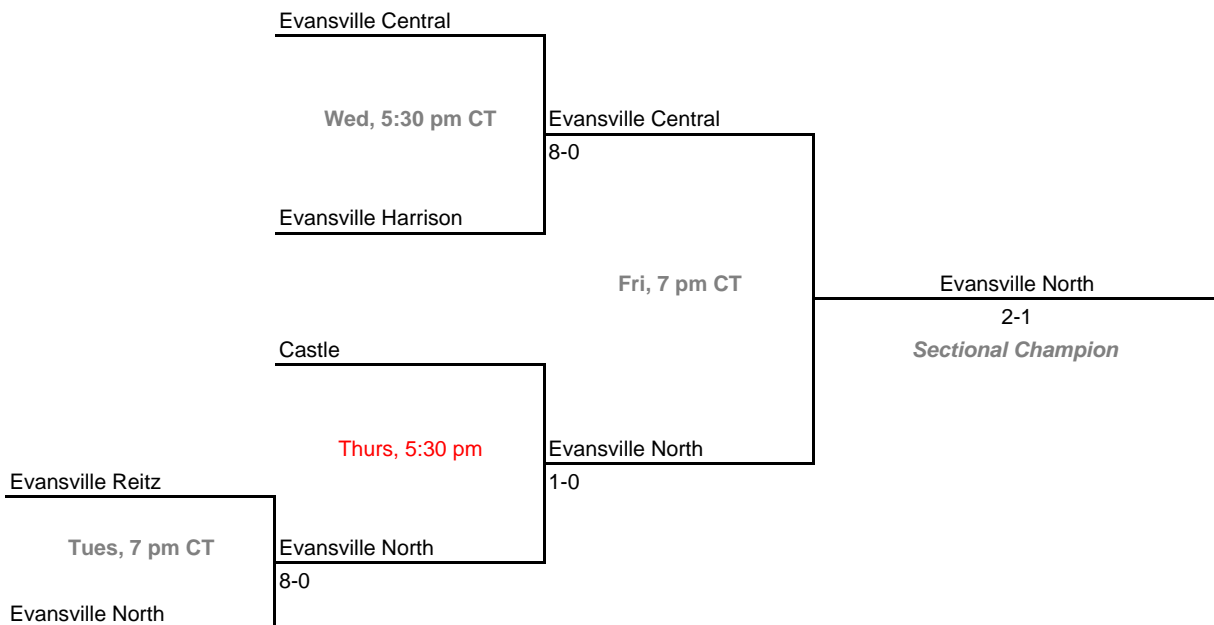 Evansville Central
Wed, 5:30 pm CT
Evansville Central
8-0
Evansville Harrison
Fri, 7 pm CT
Evansville North
2-1
Castle
Sectional Champion
Thurs, 5:30 pm
Evansville North
Evansville Reitz
1-0
Tues, 7 pm CT
Evansville North
8-0
Evansville North